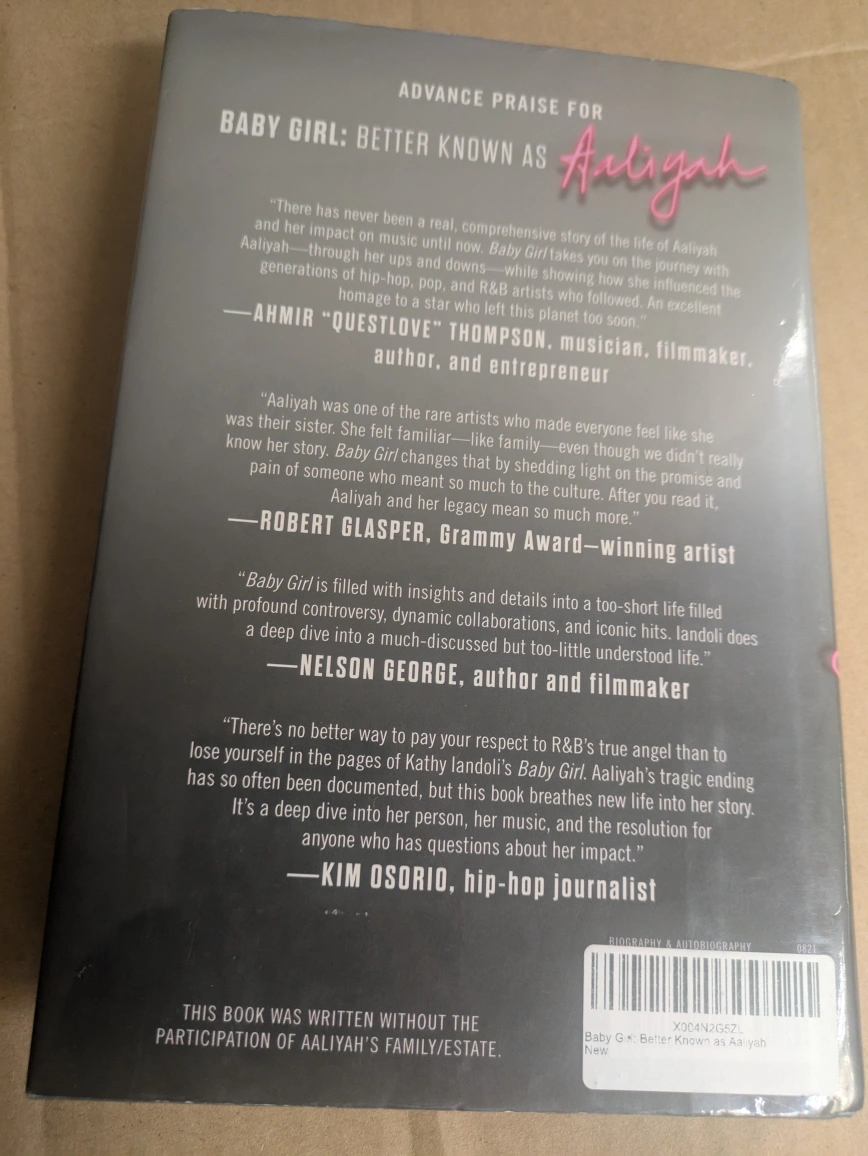 ADVANCE PRAISE FOR
BABY GIRL: BETTER KNOWN AS Aaliyah
“There has never been a real, comprehensive story of the life of Aaliyah
and her impact on music until now. Baby Girl takes you on the journey with
Aaliyah—through her ups and downs—while showing how she influenced the
generations of hip-hop, pop, and R&B artists who followed. An excellent
homage to a star who left this planet too soon.”
—AHMIR “QUESTLOVE” THOMPSON, musician, filmmaker,
author, and entrepreneur
“Aaliyah was one of the rare artists who made everyone feel like she
was their sister. She felt familiar—like family—even though we didn’t really
know her story. Baby Girl changes that by shedding light on the promise and
pain of someone who meant so much to the culture. After you read it,
Aaliyah and her legacy mean so much more.”
—ROBERT GLASPER, Grammy Award–winning artist
“Baby Girl is filled with insights and details into a too-short life filled
with profound controversy, dynamic collaborations, and iconic hits. Iandoli does
a deep dive into a much-discussed but too-little understood life.”
—NELSON GEORGE, author and filmmaker
“There’s no better way to pay your respect to R&B’s true angel than to
lose yourself in the pages of Kathy Iandoli’s Baby Girl. Aaliyah’s tragic ending
has so often been documented, but this book breathes new life into her story.
It’s a deep dive into her person, her music, and the resolution for
anyone who has questions about her impact.”
—KIM OSORIO, hip-hop journalist
THIS BOOK WAS WRITTEN WITHOUT THE
PARTICIPATION OF AALIYAH’S FAMILY/ESTATE.
BIOGRAPHY & AUTOBIOGRAPHY 0821
X004N2G5ZL
Baby Girl: Better Known as Aaliyah
New